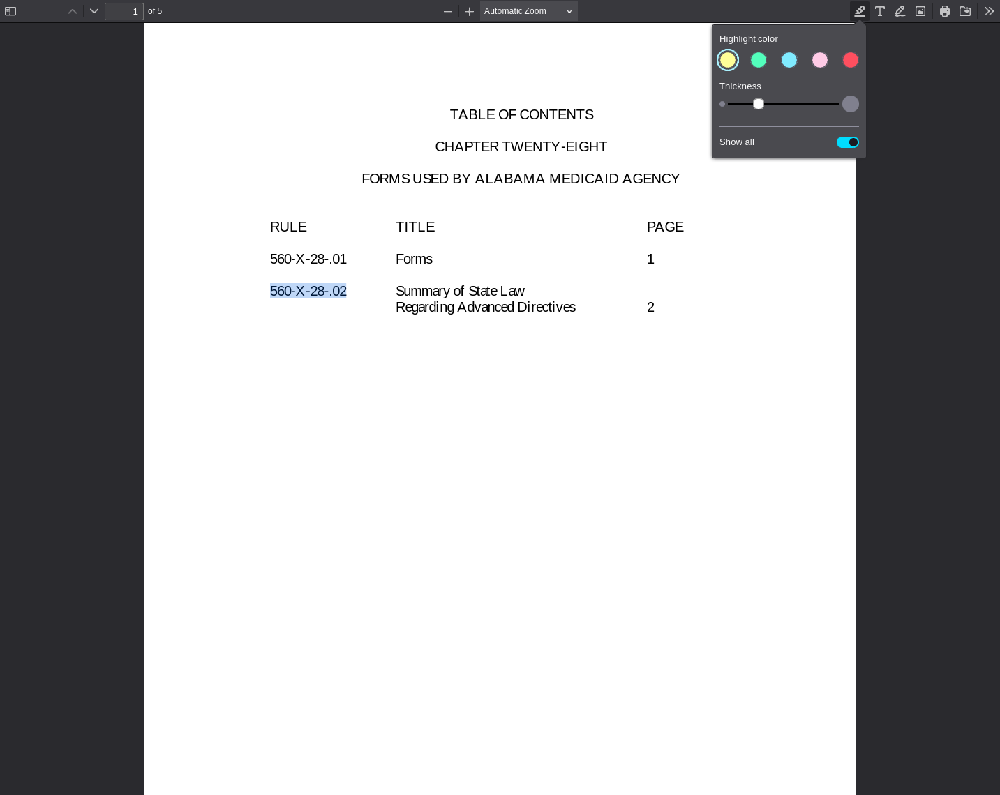 1 of 5 Automatic Zoom
Highlight color
Thickness
Show all
TABLE OF CONTENTS
CHAPTER TWENTY-EIGHT
FORMS USED BY ALABAMA MEDICAID AGENCY
RULE TITLE PAGE
560-X-28-.01 Forms 1
560-X-28-.02 Summary of State Law
Regarding Advanced Directives 2